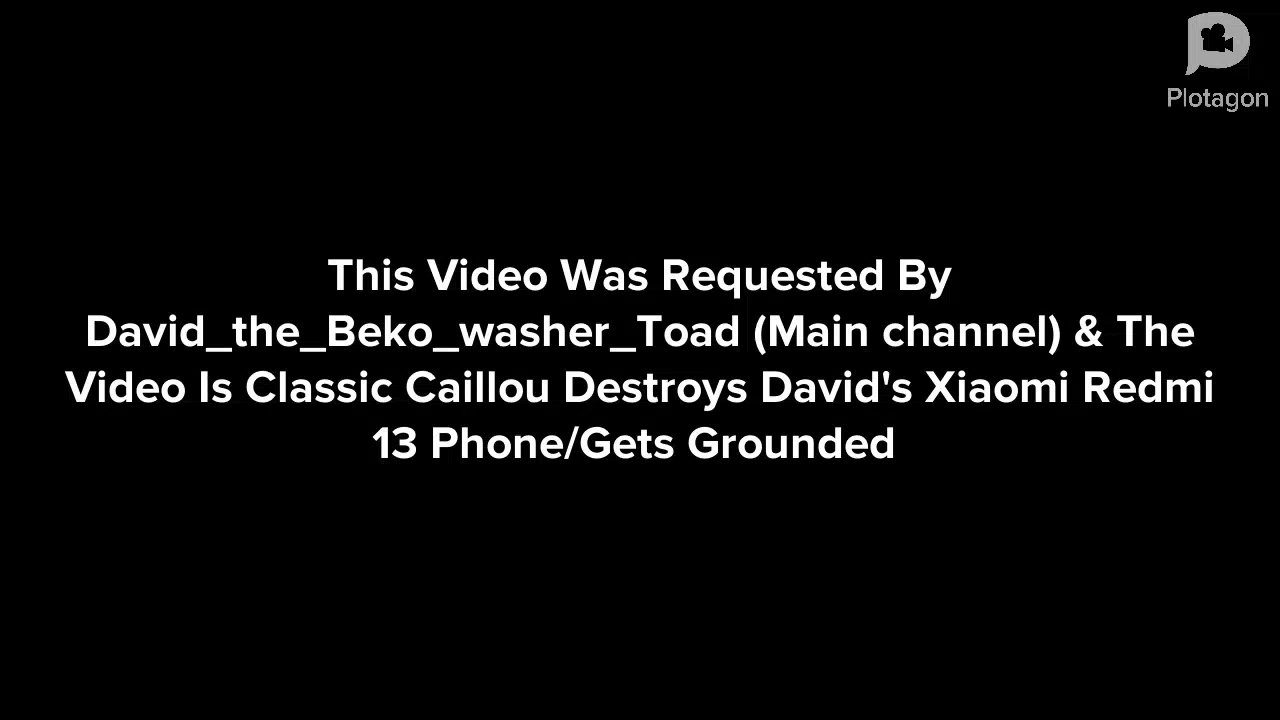 Plotagon
This Video Was Requested By
David_the_Beko_washer_Toad (Main channel) & The
Video Is Classic Caillou Destroys David's Xiaomi Redmi
13 Phone/Gets Grounded